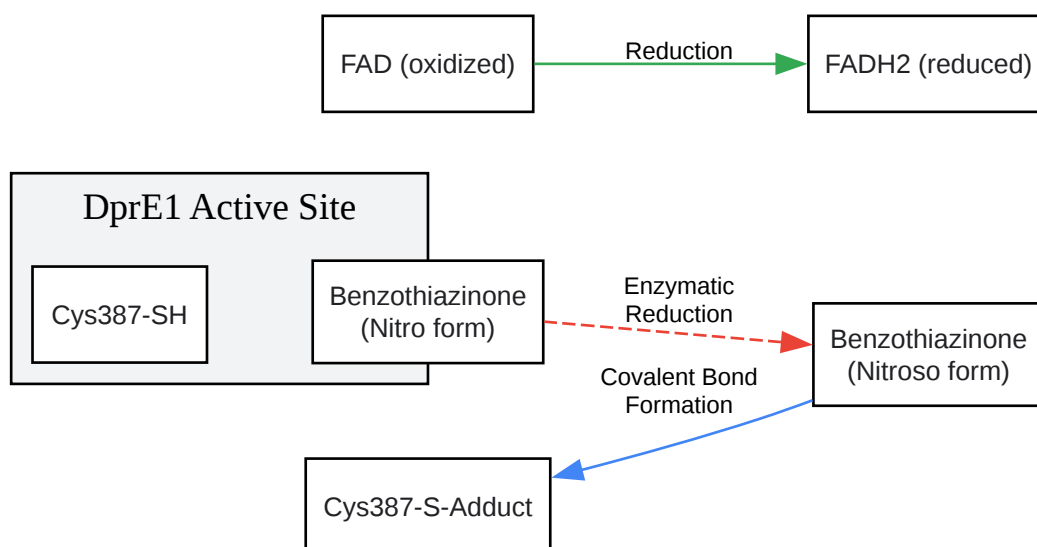 FAD (oxidized)
Reduction
FADH2 (reduced)
DprE1 Active Site
Cys387-SH
Benzothiazinone
(Nitro form)
Enzymatic
Reduction
Benzothiazinone
(Nitroso form)
Covalent Bond
Formation
Cys387-S-Adduct